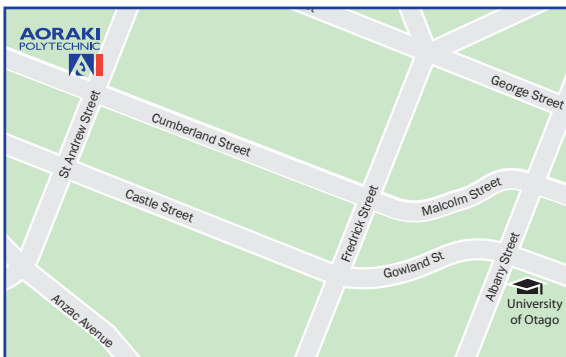 AORAKI
POLYTECHNIC
George Street
St Andrew Street
Cumberland Street
Malcolm Street
Castle Street
Fredrick Street
Gowland St
Albany Street
University
of Otago
Anzac Avenue